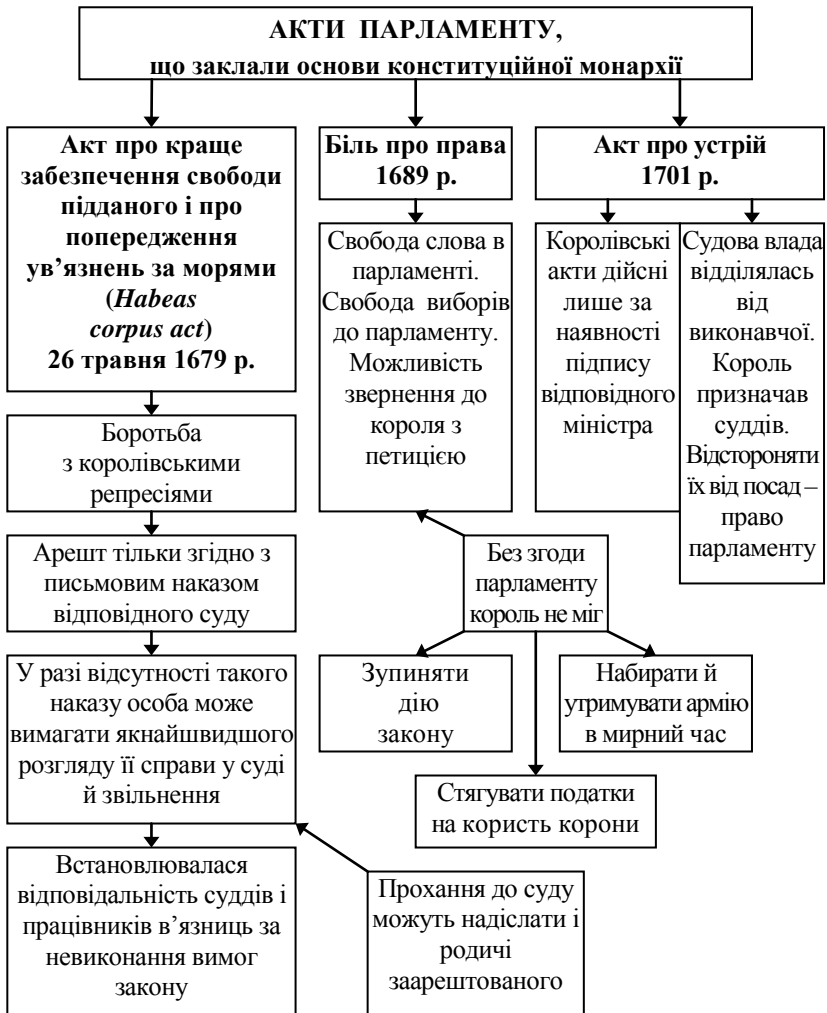 АКТИ ПАРЛАМЕНТУ,
що заклали основи конституційної монархії
Акт про краще
забезпечення свободи
підданого і про
попередження
ув’язнень за морями
(Habeas
corpus act)
26 травня 1679 р.
Боротьба
з королівськими
репресіями
Арешт тільки згідно з
письмовим наказом
відповідного суду
У разі відсутності такого
наказу особа може
вимагати якнайшвидшого
розгляду її справи у суді
й звільнення
Встановлювалася
відповідальність суддів і
працівників в’язниць за
невиконання вимог
закону
Прохання до суду
можуть надіслати і
родичі
заарештованого
Біль про права
1689 р.
Свобода слова в
парламенті.
Свобода виборів
до парламенту.
Можливість
звернення до
короля з
петицією
Без згоди
парламенту
король не міг
Зупиняти
дію
закону
Стягувати податки
на користь корони
Набирати й
утримувати армію
в мирний час
Акт про устрій
1701 р.
Королівські
акти дійсні
лише за
наявності
підпису
відповідного
міністра
Судова влада
відділялась
від
виконавчої.
Король
призначав
суддів.
Відстороняти
їх від посад –
право
парламенту